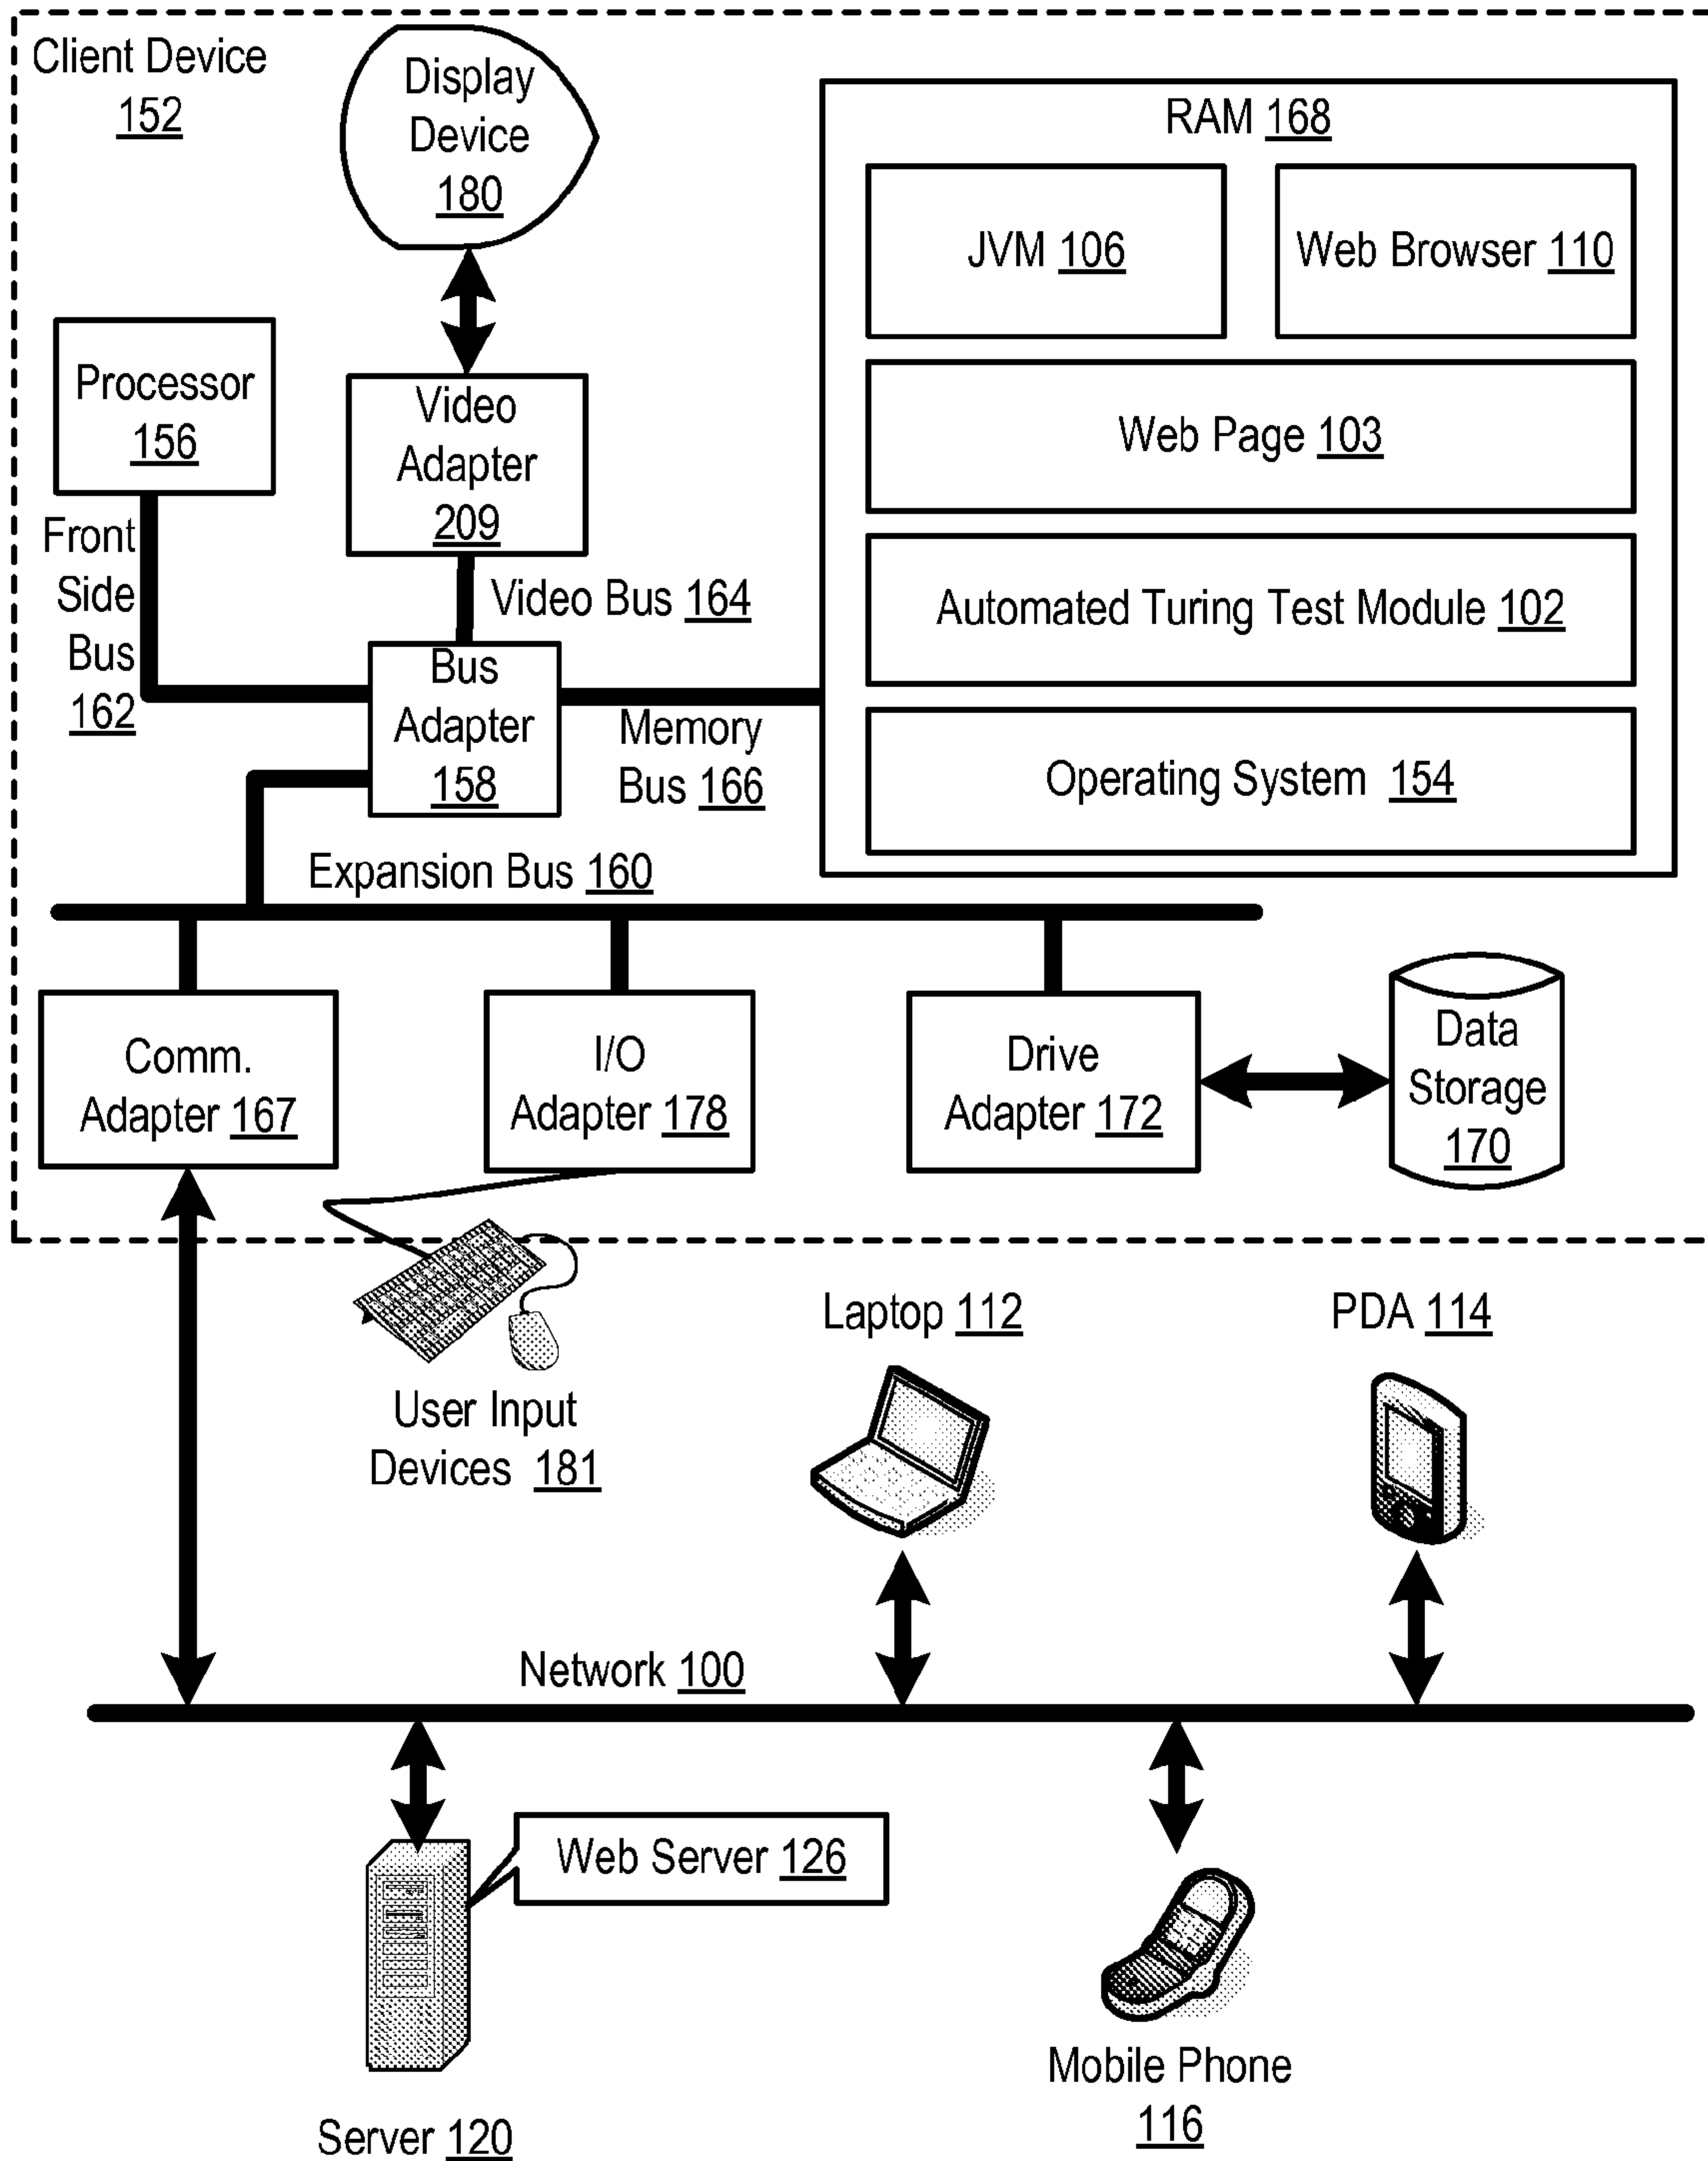 Client Device
152
Display
Device
180
RAM 168
JVM 106
Web Browser 110
Processor
156
Video
Adapter
209
Web Page 103
Front
Side
Bus
162
Video Bus 164
Automated Turing Test Module 102
Bus
Adapter
158
Memory
Bus 166
Operating System 154
Expansion Bus 160
Comm.
Adapter 167
I/O
Adapter 178
Drive
Adapter 172
Data
Storage
170
User Input
Devices 181
Laptop 112
PDA 114
Network 100
Web Server 126
Server 120
Mobile Phone
116